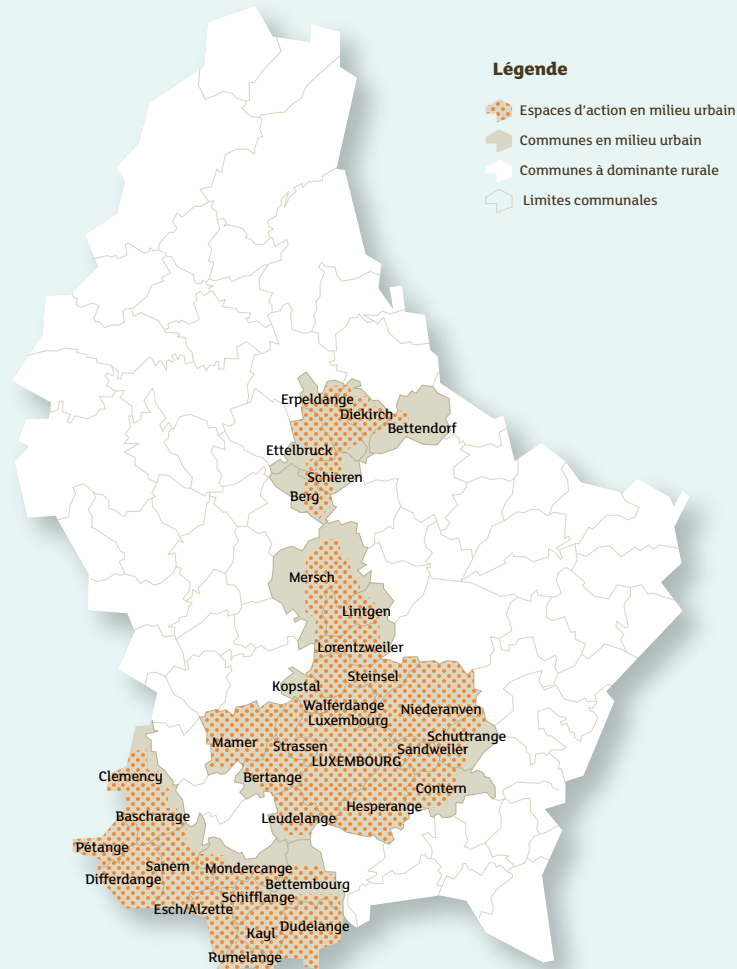 Légende
Espaces d'action en milieu urbain
Communes en milieu urbain
Communes à dominante rurale
Limites communales
Erpeldange
Diekirch
Bettendorf
Ettelbruck
Schieren
Berg
Mersch
Lintgen
Lorentzweiler
Steinsel
Kopstal
Walferdange
Niederanven
Luxembourg
Schuttrange
Mamer
Strassen
Sandweiler
LUXEMBOURG
Clemency
Bertange
Contern
Hesperange
Bascharage
Leudelange
Pétange
Sanem
Mondercange
Differdange
Bettembourg
Schifflange
Esch/Alzette
Dudelange
Kayl
Rumelange